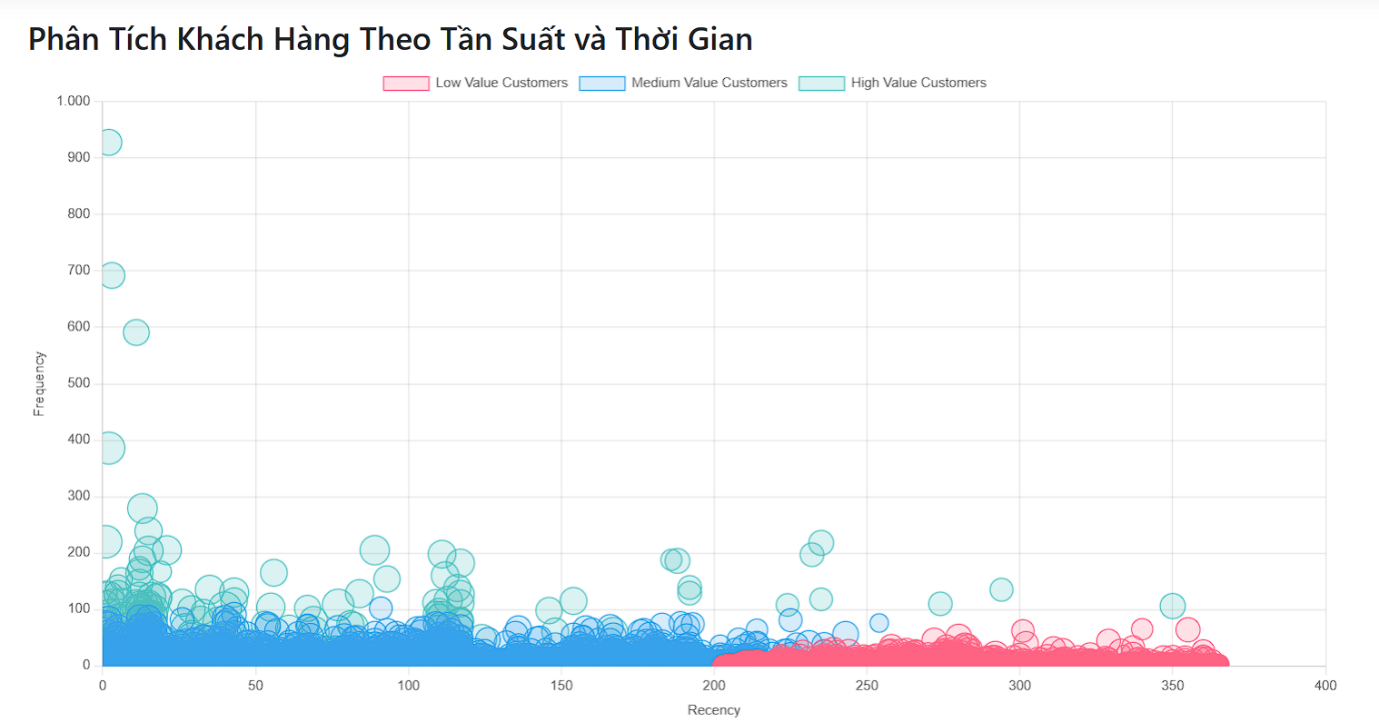 Phân Tích Khách Hàng Theo Tần Suất và Thời Gian
Low Value Customers Medium Value Customers High Value Customers
1.000
900
800
700
600
500
400
300
200
100
0
Frequency
0 50 100 150 200 250 300 350 400
Recency